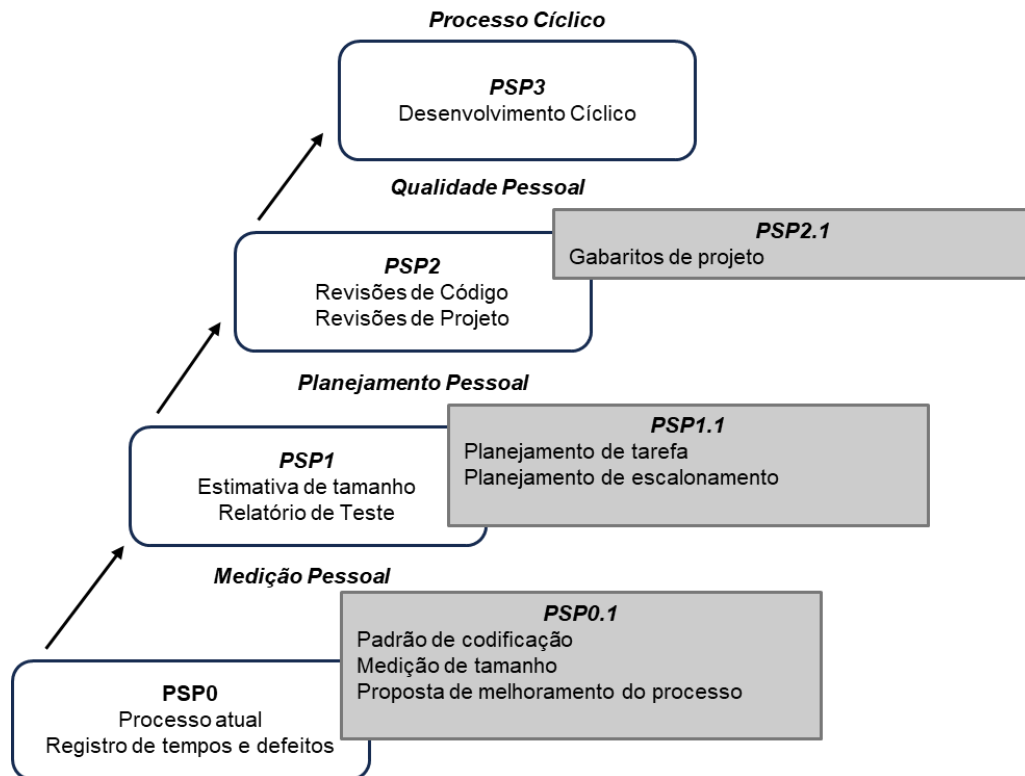 Processo Cíclico
PSP3
Desenvolvimento Cíclico
Qualidade Pessoal
PSP2.1
Gabaritos de projeto
PSP2
Revisões de Código
Revisões de Projeto
Planejamento Pessoal
PSP1.1
Planejamento de tarefa
Planejamento de escalonamento
PSP1
Estimativa de tamanho
Relatório de Teste
Medição Pessoal
PSP0.1
Padrão de codificação
Medição de tamanho
Proposta de melhoramento do processo
PSP0
Processo atual
Registro de tempos e defeitos